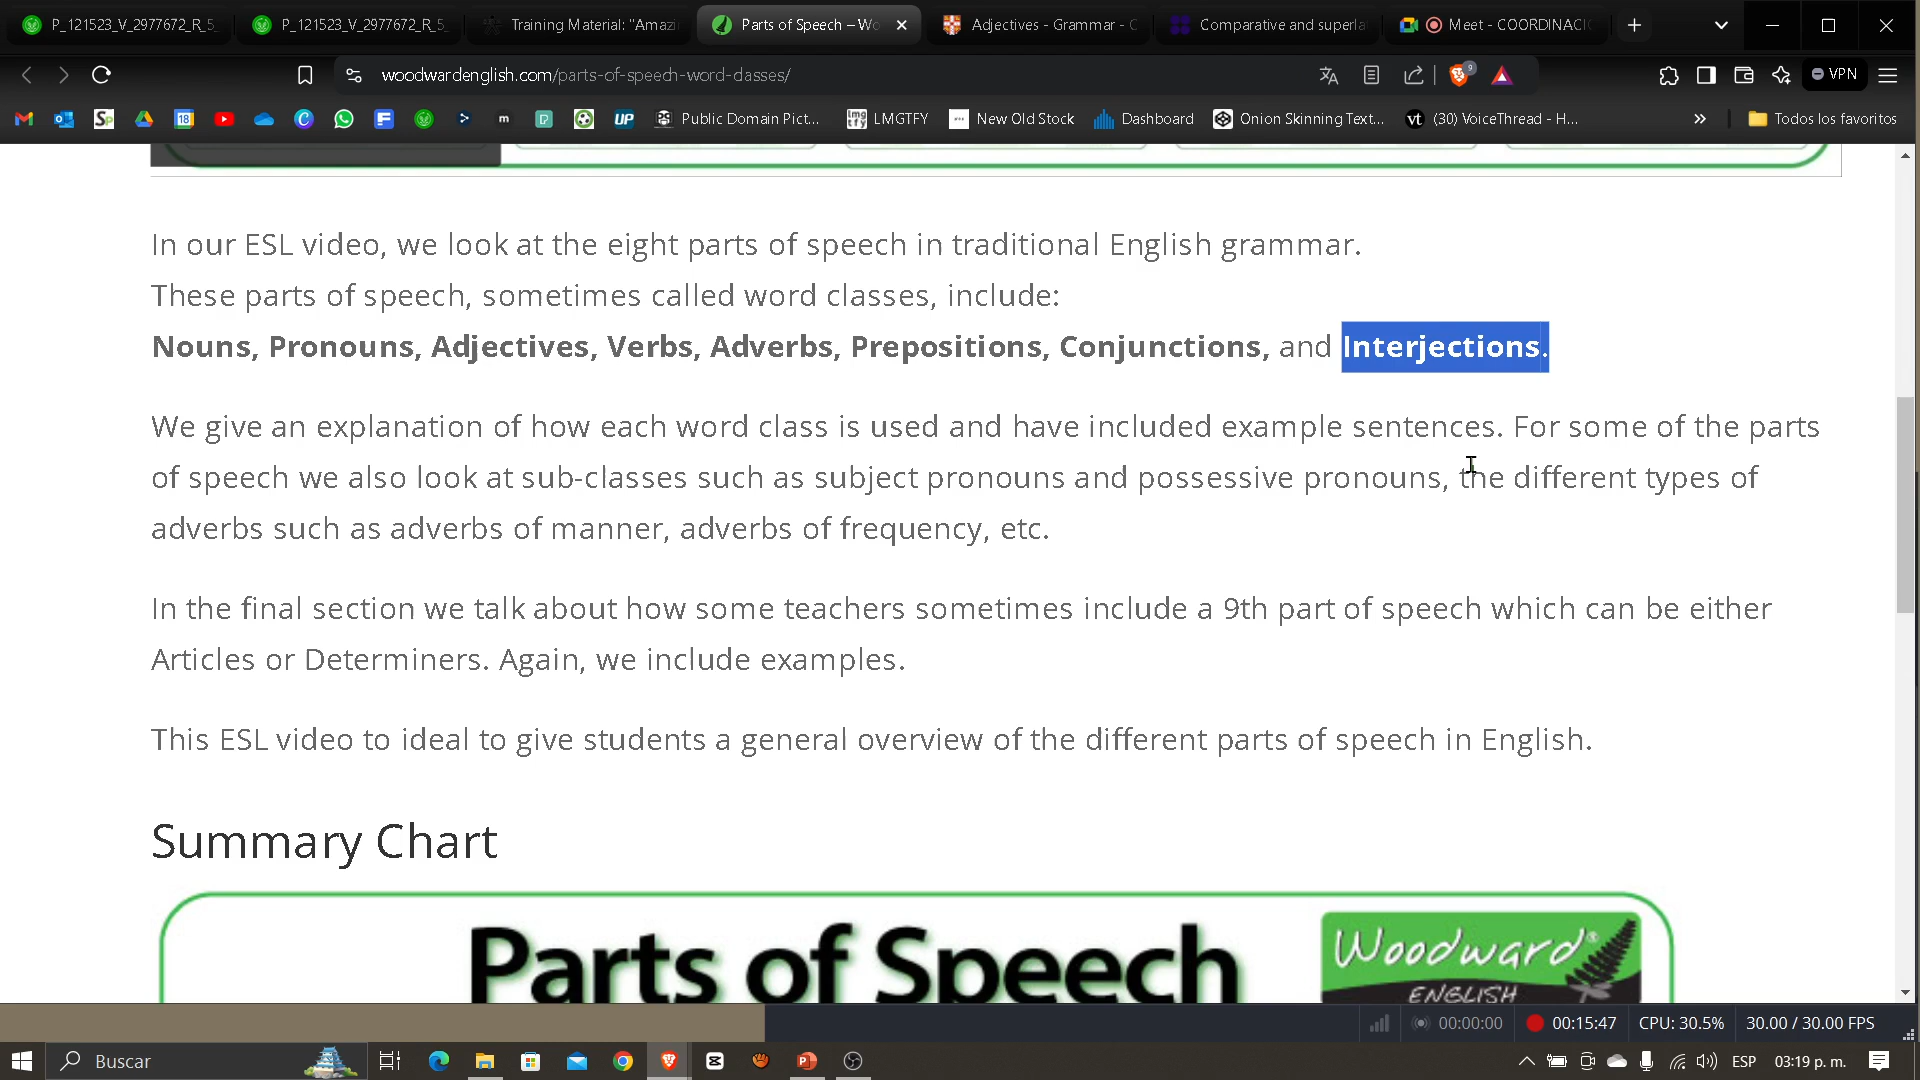 P_121523_V_2977672_R_5_
P_121523_V_2977672_R_5_
Training Material: "Amazi
Parts of Speech – Wo
Adjectives - Grammar - C
Comparative and superla
Meet - COORDINACIO
woodwardenglish.com/parts-of-speech-word-classes/
9
VPN
18
Public Domain Pict...
LMGTFY
New Old Stock
Dashboard
Onion Skinning Text...
(30) VoiceThread - H...
Todos los favoritos
In our ESL video, we look at the eight parts of speech in traditional English grammar.
These parts of speech, sometimes called word classes, include:
Nouns, Pronouns, Adjectives, Verbs, Adverbs, Prepositions, Conjunctions, and Interjections.
We give an explanation of how each word class is used and have included example sentences. For some of the parts
of speech we also look at sub-classes such as subject pronouns and possessive pronouns, the different types of
adverbs such as adverbs of manner, adverbs of frequency, etc.
In the final section we talk about how some teachers sometimes include a 9th part of speech which can be either
Articles or Determiners. Again, we include examples.
This ESL video to ideal to give students a general overview of the different parts of speech in English.
Summary Chart
Parts of Speech
Woodward®
ENGLISH
00:00:00
00:15:47
CPU: 30.5%
30.00 / 30.00 FPS
Buscar
ESP
03:19 p. m.